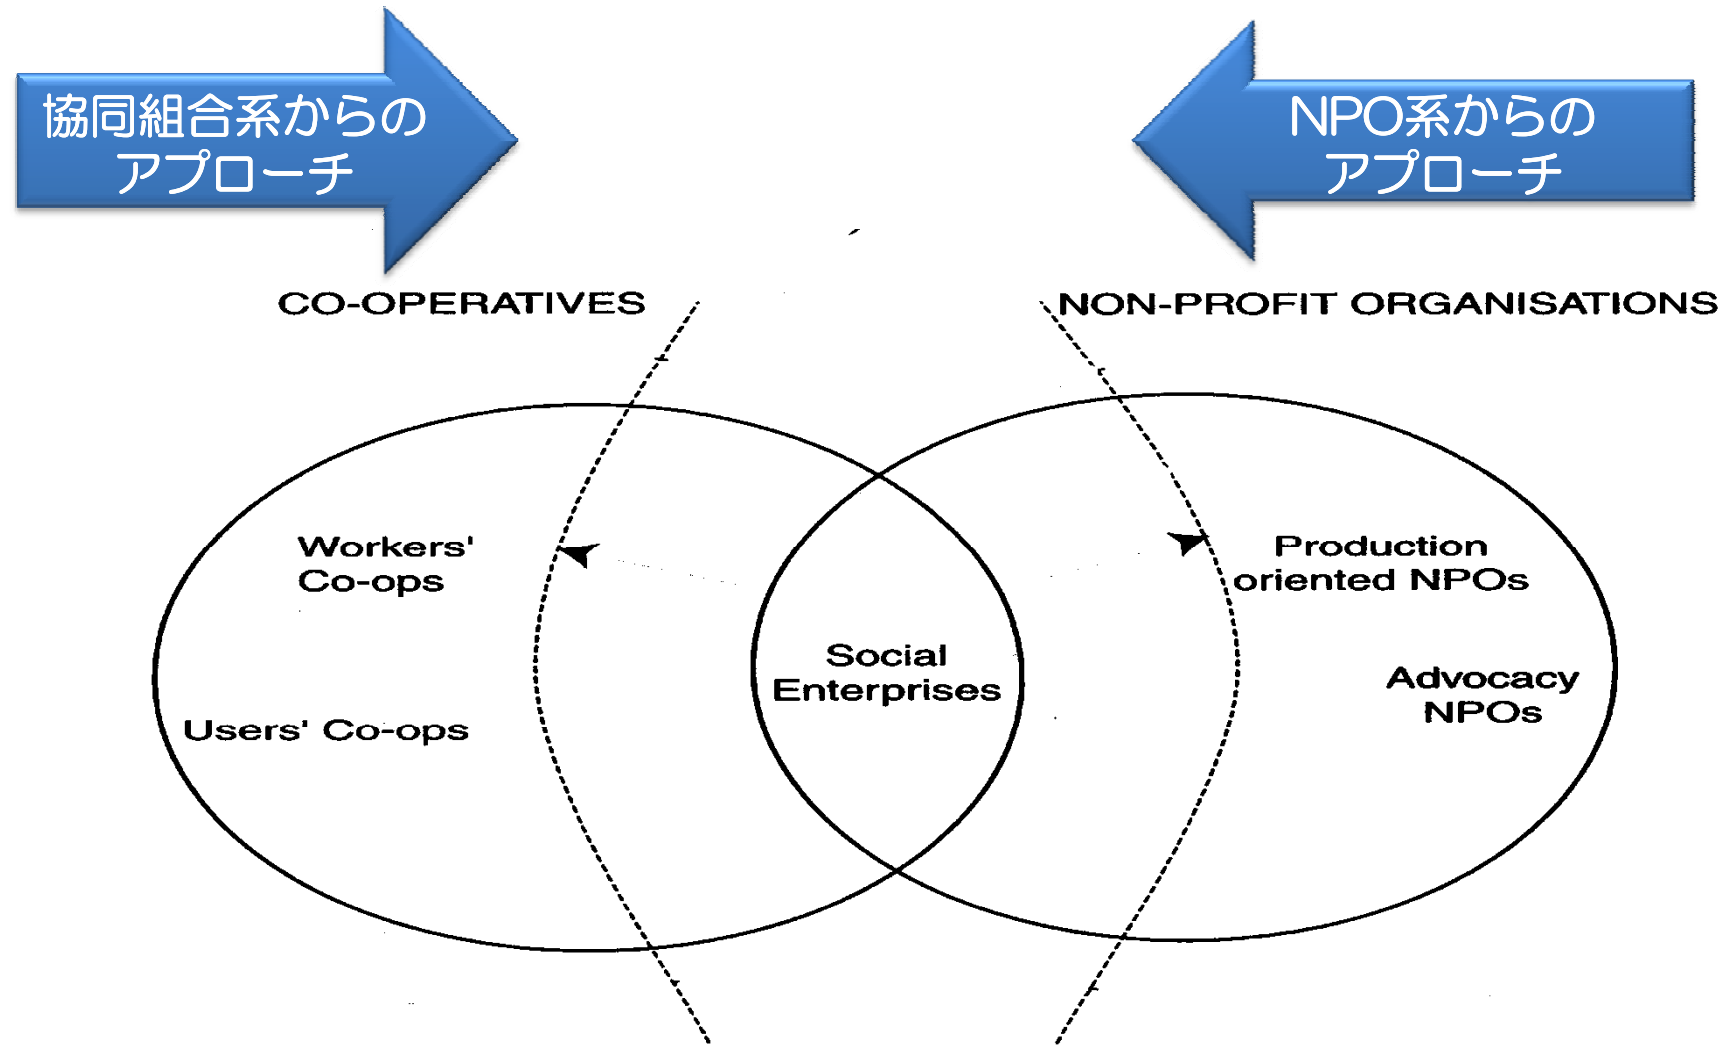 協同組合系からの
アプローチ
NPO系からの
アプローチ
CO-OPERATIVES
NON-PROFIT ORGANISATIONS
Workers'
Co-ops
Users' Co-ops
Social
Enterprises
Production
oriented NPOs
Advocacy
NPOs